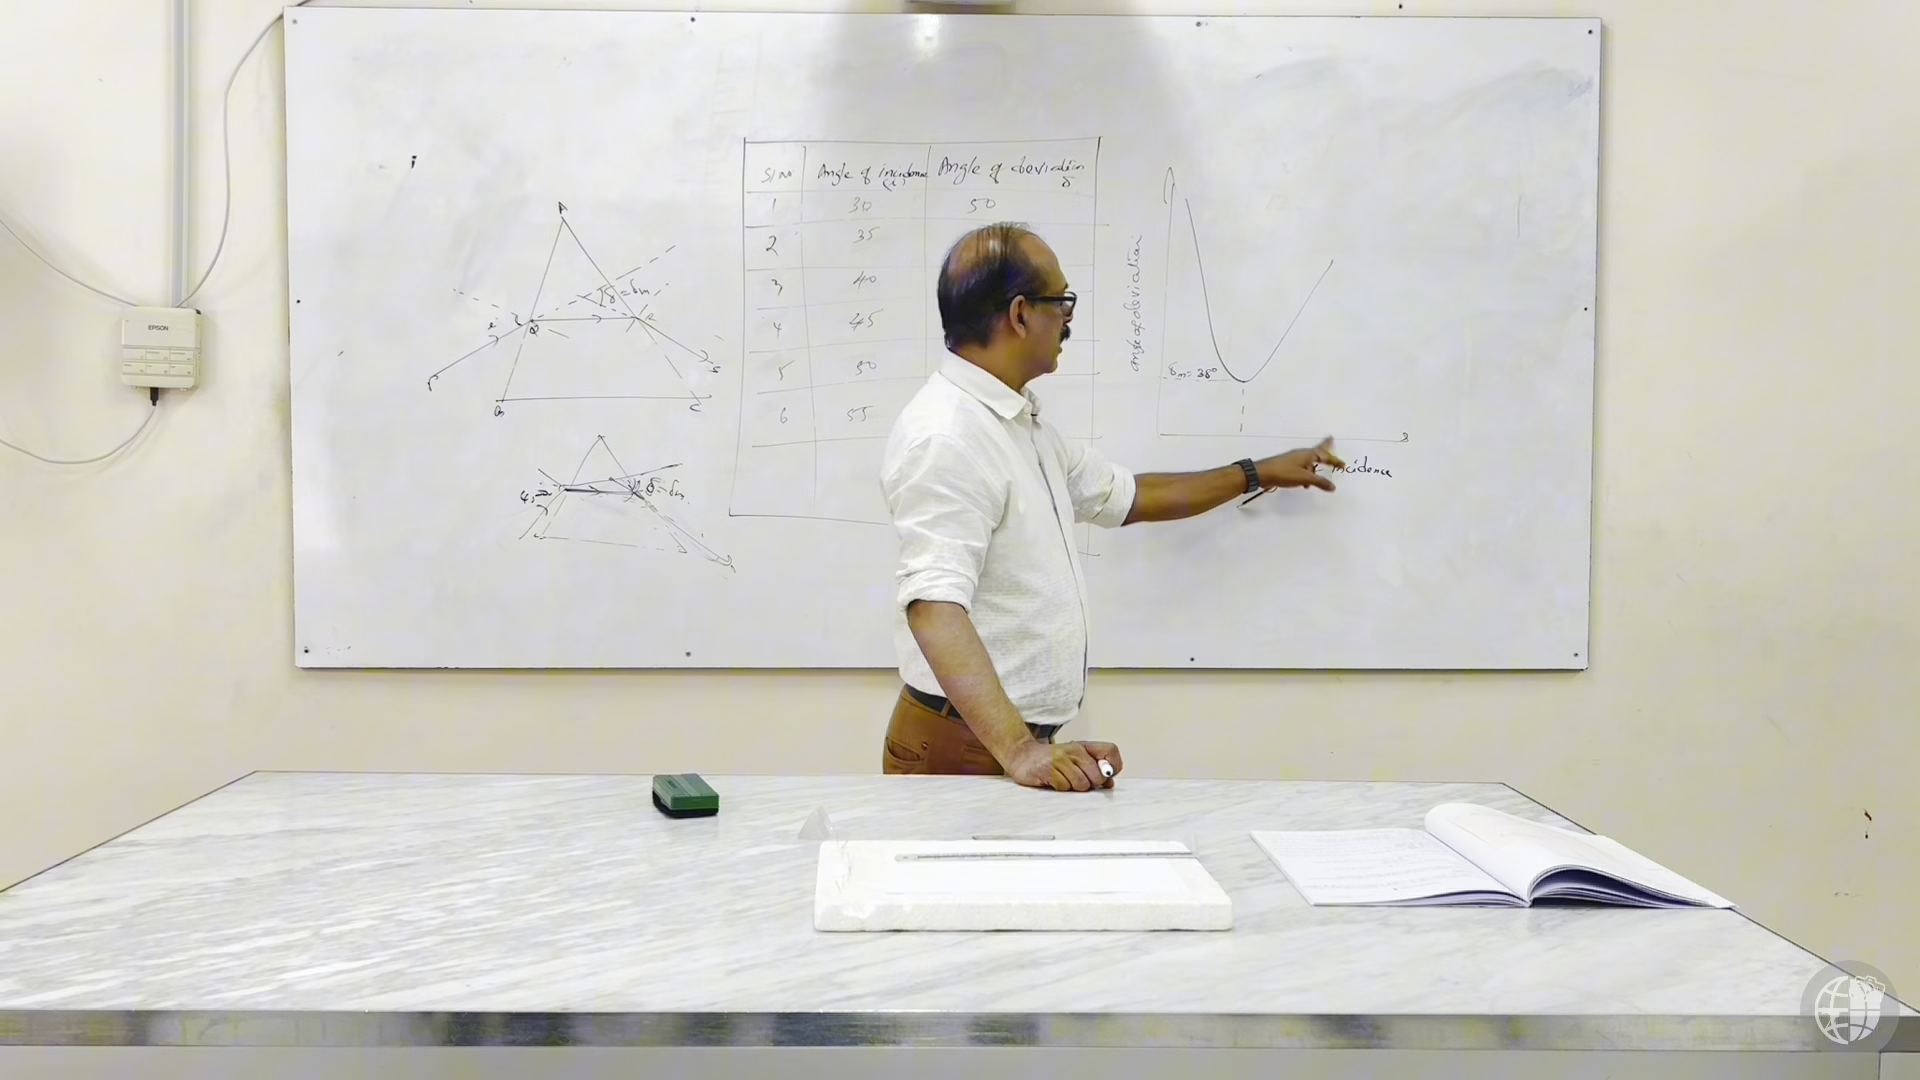 EPSON
i
A
δ=δm
i
Q
R
P
S
B
C
δ=δm
Sl no Angle of incidence (i) Angle of deviation δ
1 30 50
2 35
3 40
4 45
5 50
6 55
angle of deviation
δm=38°
incidence